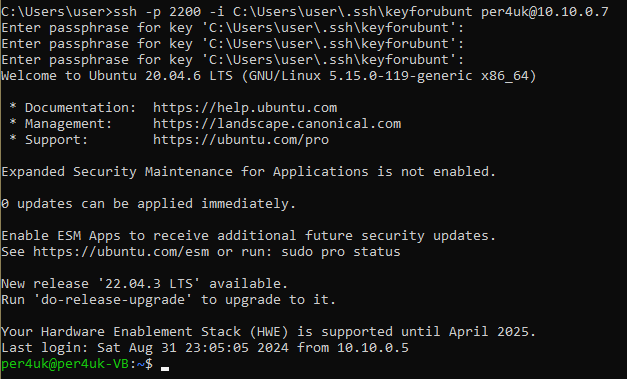 C:\Users\user>ssh -p 2200 -i C:\Users\user\.ssh\keyforubunt per4uk@10.10.0.7
Enter passphrase for key 'C:\Users\user\.ssh\keyforubunt':
Enter passphrase for key 'C:\Users\user\.ssh\keyforubunt':
Enter passphrase for key 'C:\Users\user\.ssh\keyforubunt':
Welcome to Ubuntu 20.04.6 LTS (GNU/Linux 5.15.0-119-generic x86_64)
* Documentation:  https://help.ubuntu.com
* Management:     https://landscape.canonical.com
* Support:        https://ubuntu.com/pro
Expanded Security Maintenance for Applications is not enabled.
0 updates can be applied immediately.
Enable ESM Apps to receive additional future security updates.
See https://ubuntu.com/esm or run: sudo pro status
New release '22.04.3 LTS' available.
Run 'do-release-upgrade' to upgrade to it.
Your Hardware Enablement Stack (HWE) is supported until April 2025.
Last login: Sat Aug 31 23:05:05 2024 from 10.10.0.5
per4uk@per4uk-VB:~$